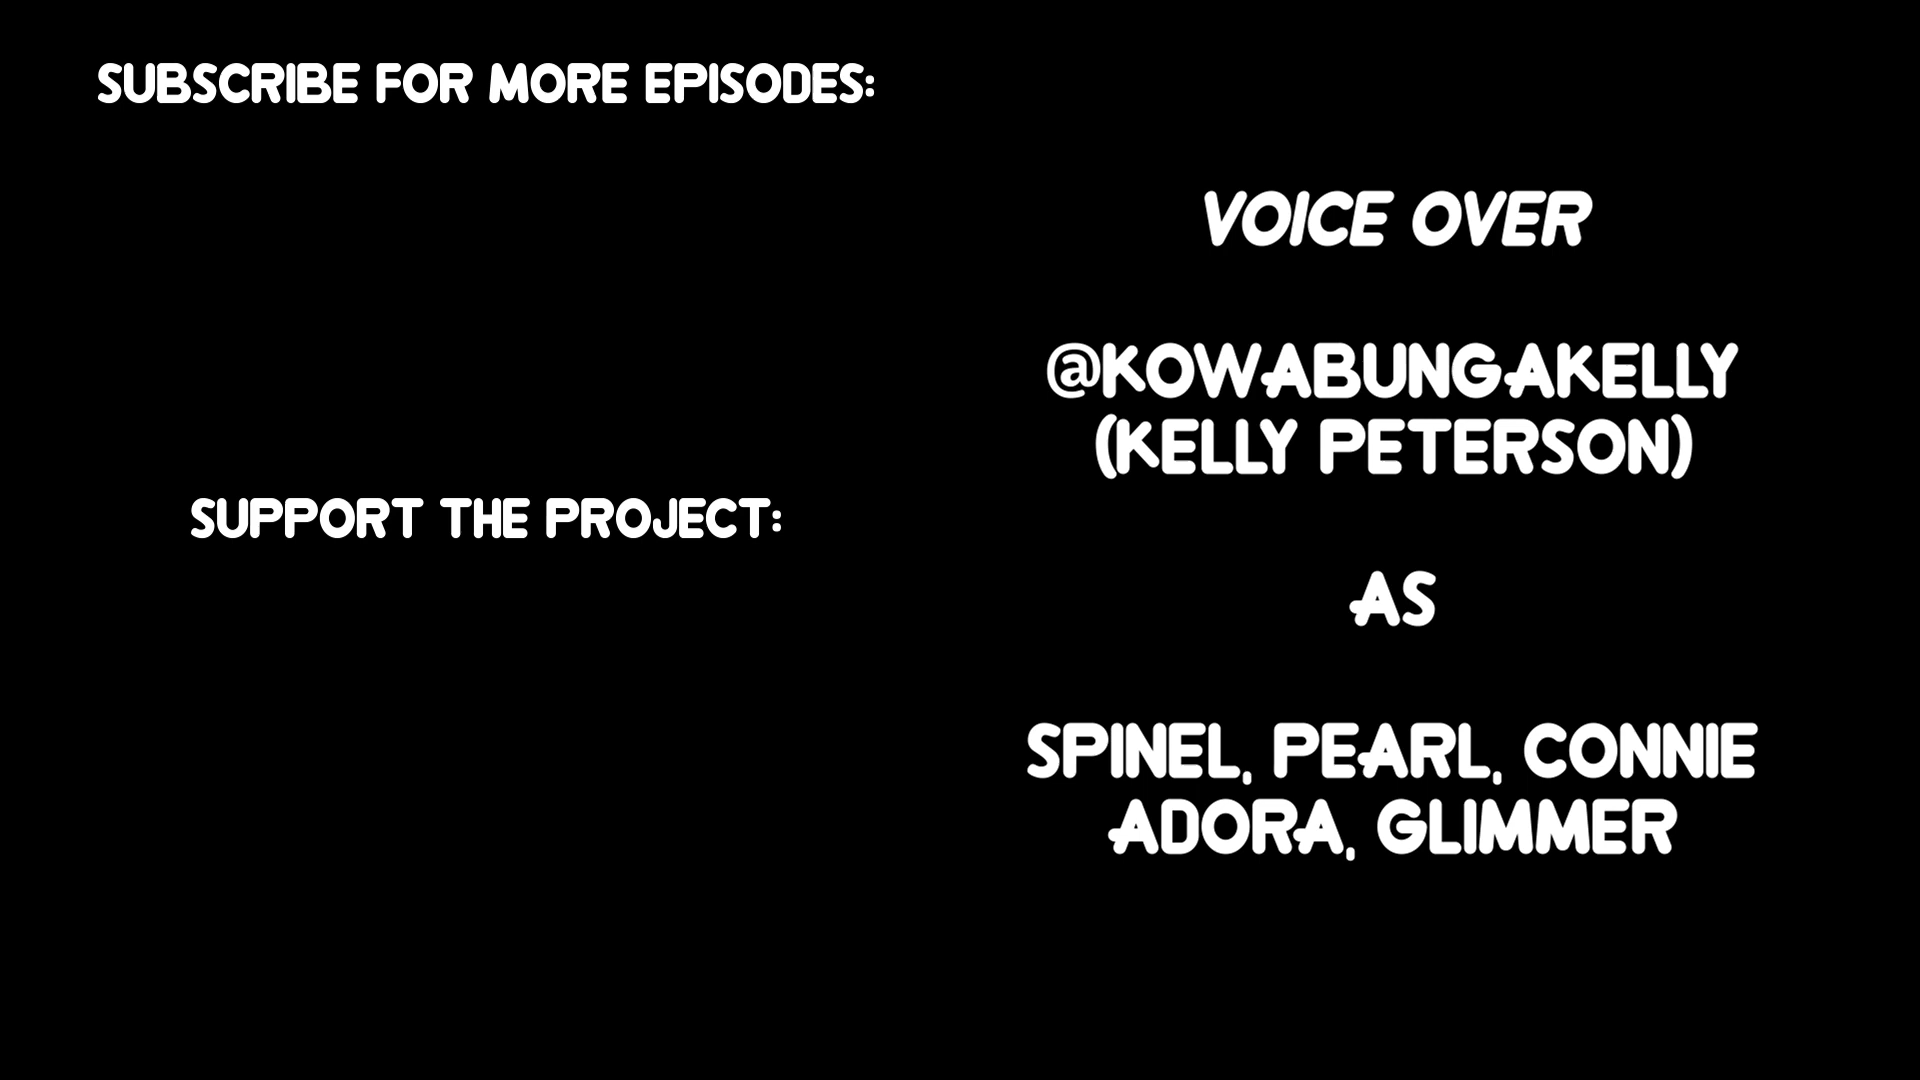 SUBSCRIBE FOR MORE EPISODES:
SUPPORT THE PROJECT:
VOICE OVER
@KOWABUNGAKELLY
(KELLY PETERSON)
AS
SPINEL, PEARL, CONNIE
ADORA, GLIMMER